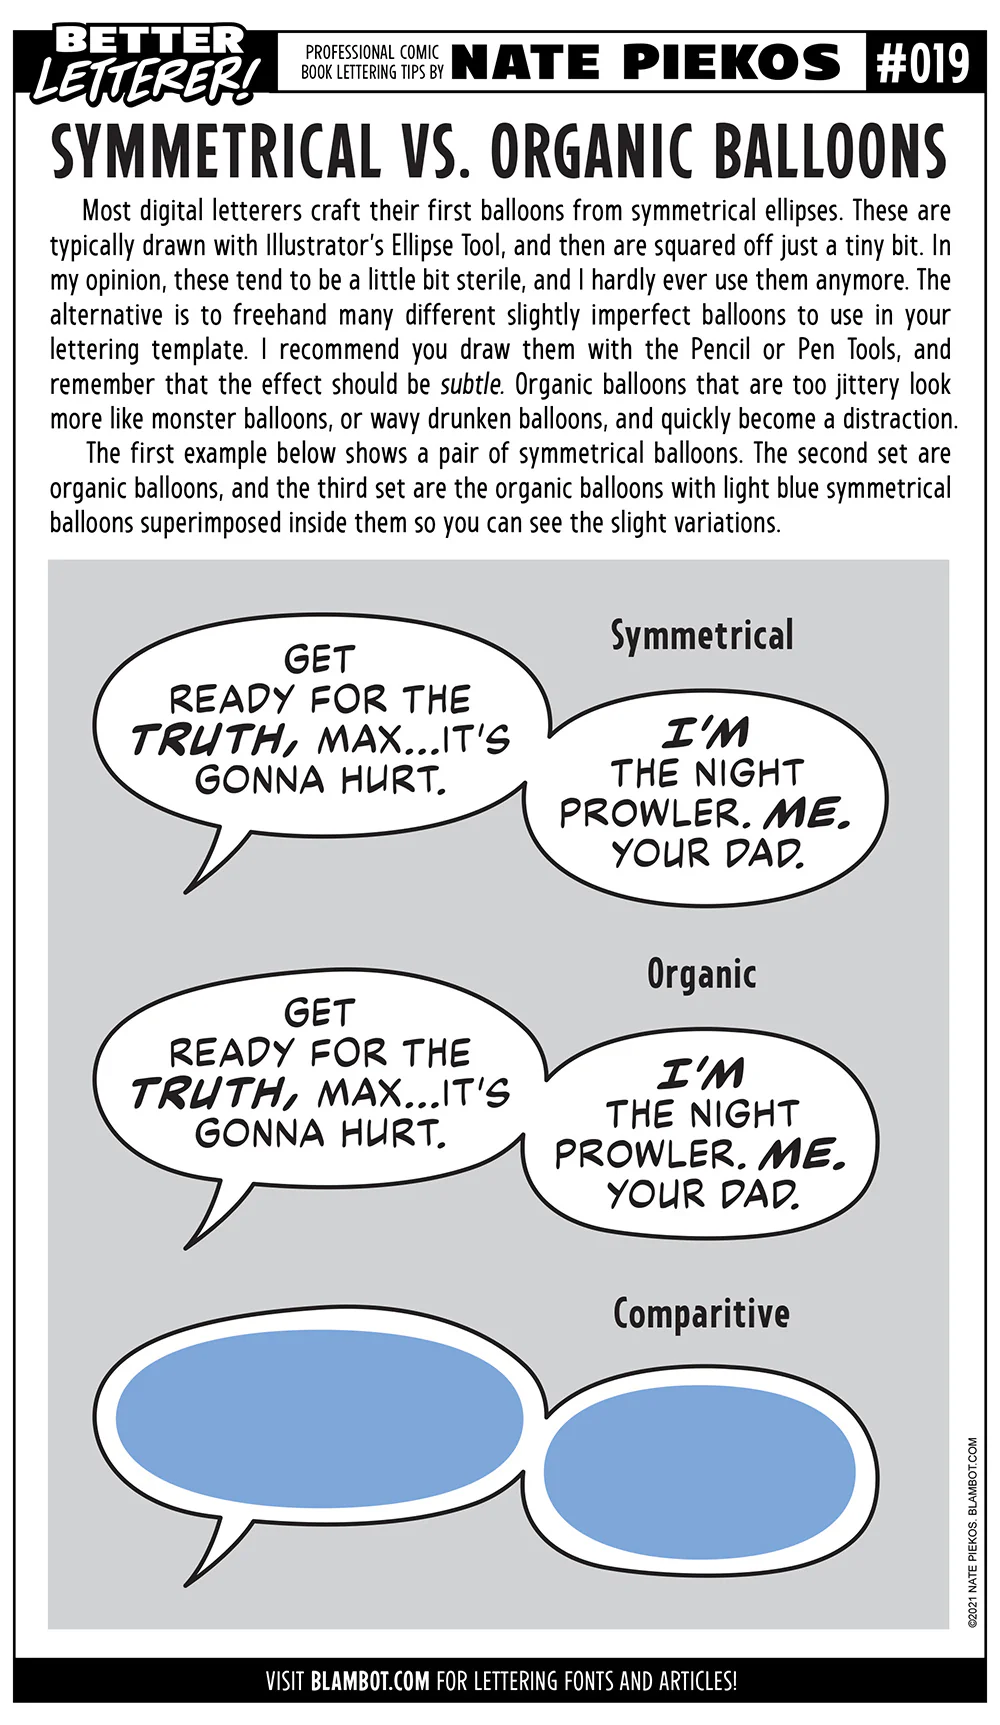 BETTER
LETTERER!
PROFESSIONAL COMIC
BOOK LETTERING TIPS BY
NATE PIEKOS
#019
SYMMETRICAL VS. ORGANIC BALLOONS
Most digital letterers craft their first balloons from symmetrical ellipses. These are
typically drawn with Illustrator's Ellipse Tool, and then are squared off just a tiny bit. In
my opinion, these tend to be a little bit sterile, and I hardly ever use them anymore. The
alternative is to freehand many different slightly imperfect balloons to use in your
lettering template. I recommend you draw them with the Pencil or Pen Tools, and
remember that the effect should be subtle. Organic balloons that are too jittery look
more like monster balloons, or wavy drunken balloons, and quickly become a distraction.
The first example below shows a pair of symmetrical balloons. The second set are
organic balloons, and the third set are the organic balloons with light blue symmetrical
balloons superimposed inside them so you can see the slight variations.
Symmetrical
GET
READY FOR THE
TRUTH, MAX...IT'S
GONNA HURT.
I'M
THE NIGHT
PROWLER. ME.
YOUR DAD.
Organic
GET
READY FOR THE
TRUTH, MAX...IT'S
GONNA HURT.
I'M
THE NIGHT
PROWLER. ME.
YOUR DAD.
Comparitive
©2021 NATE PIEKOS. BLAMBOT.COM
VISIT BLAMBOT.COM FOR LETTERING FONTS AND ARTICLES!